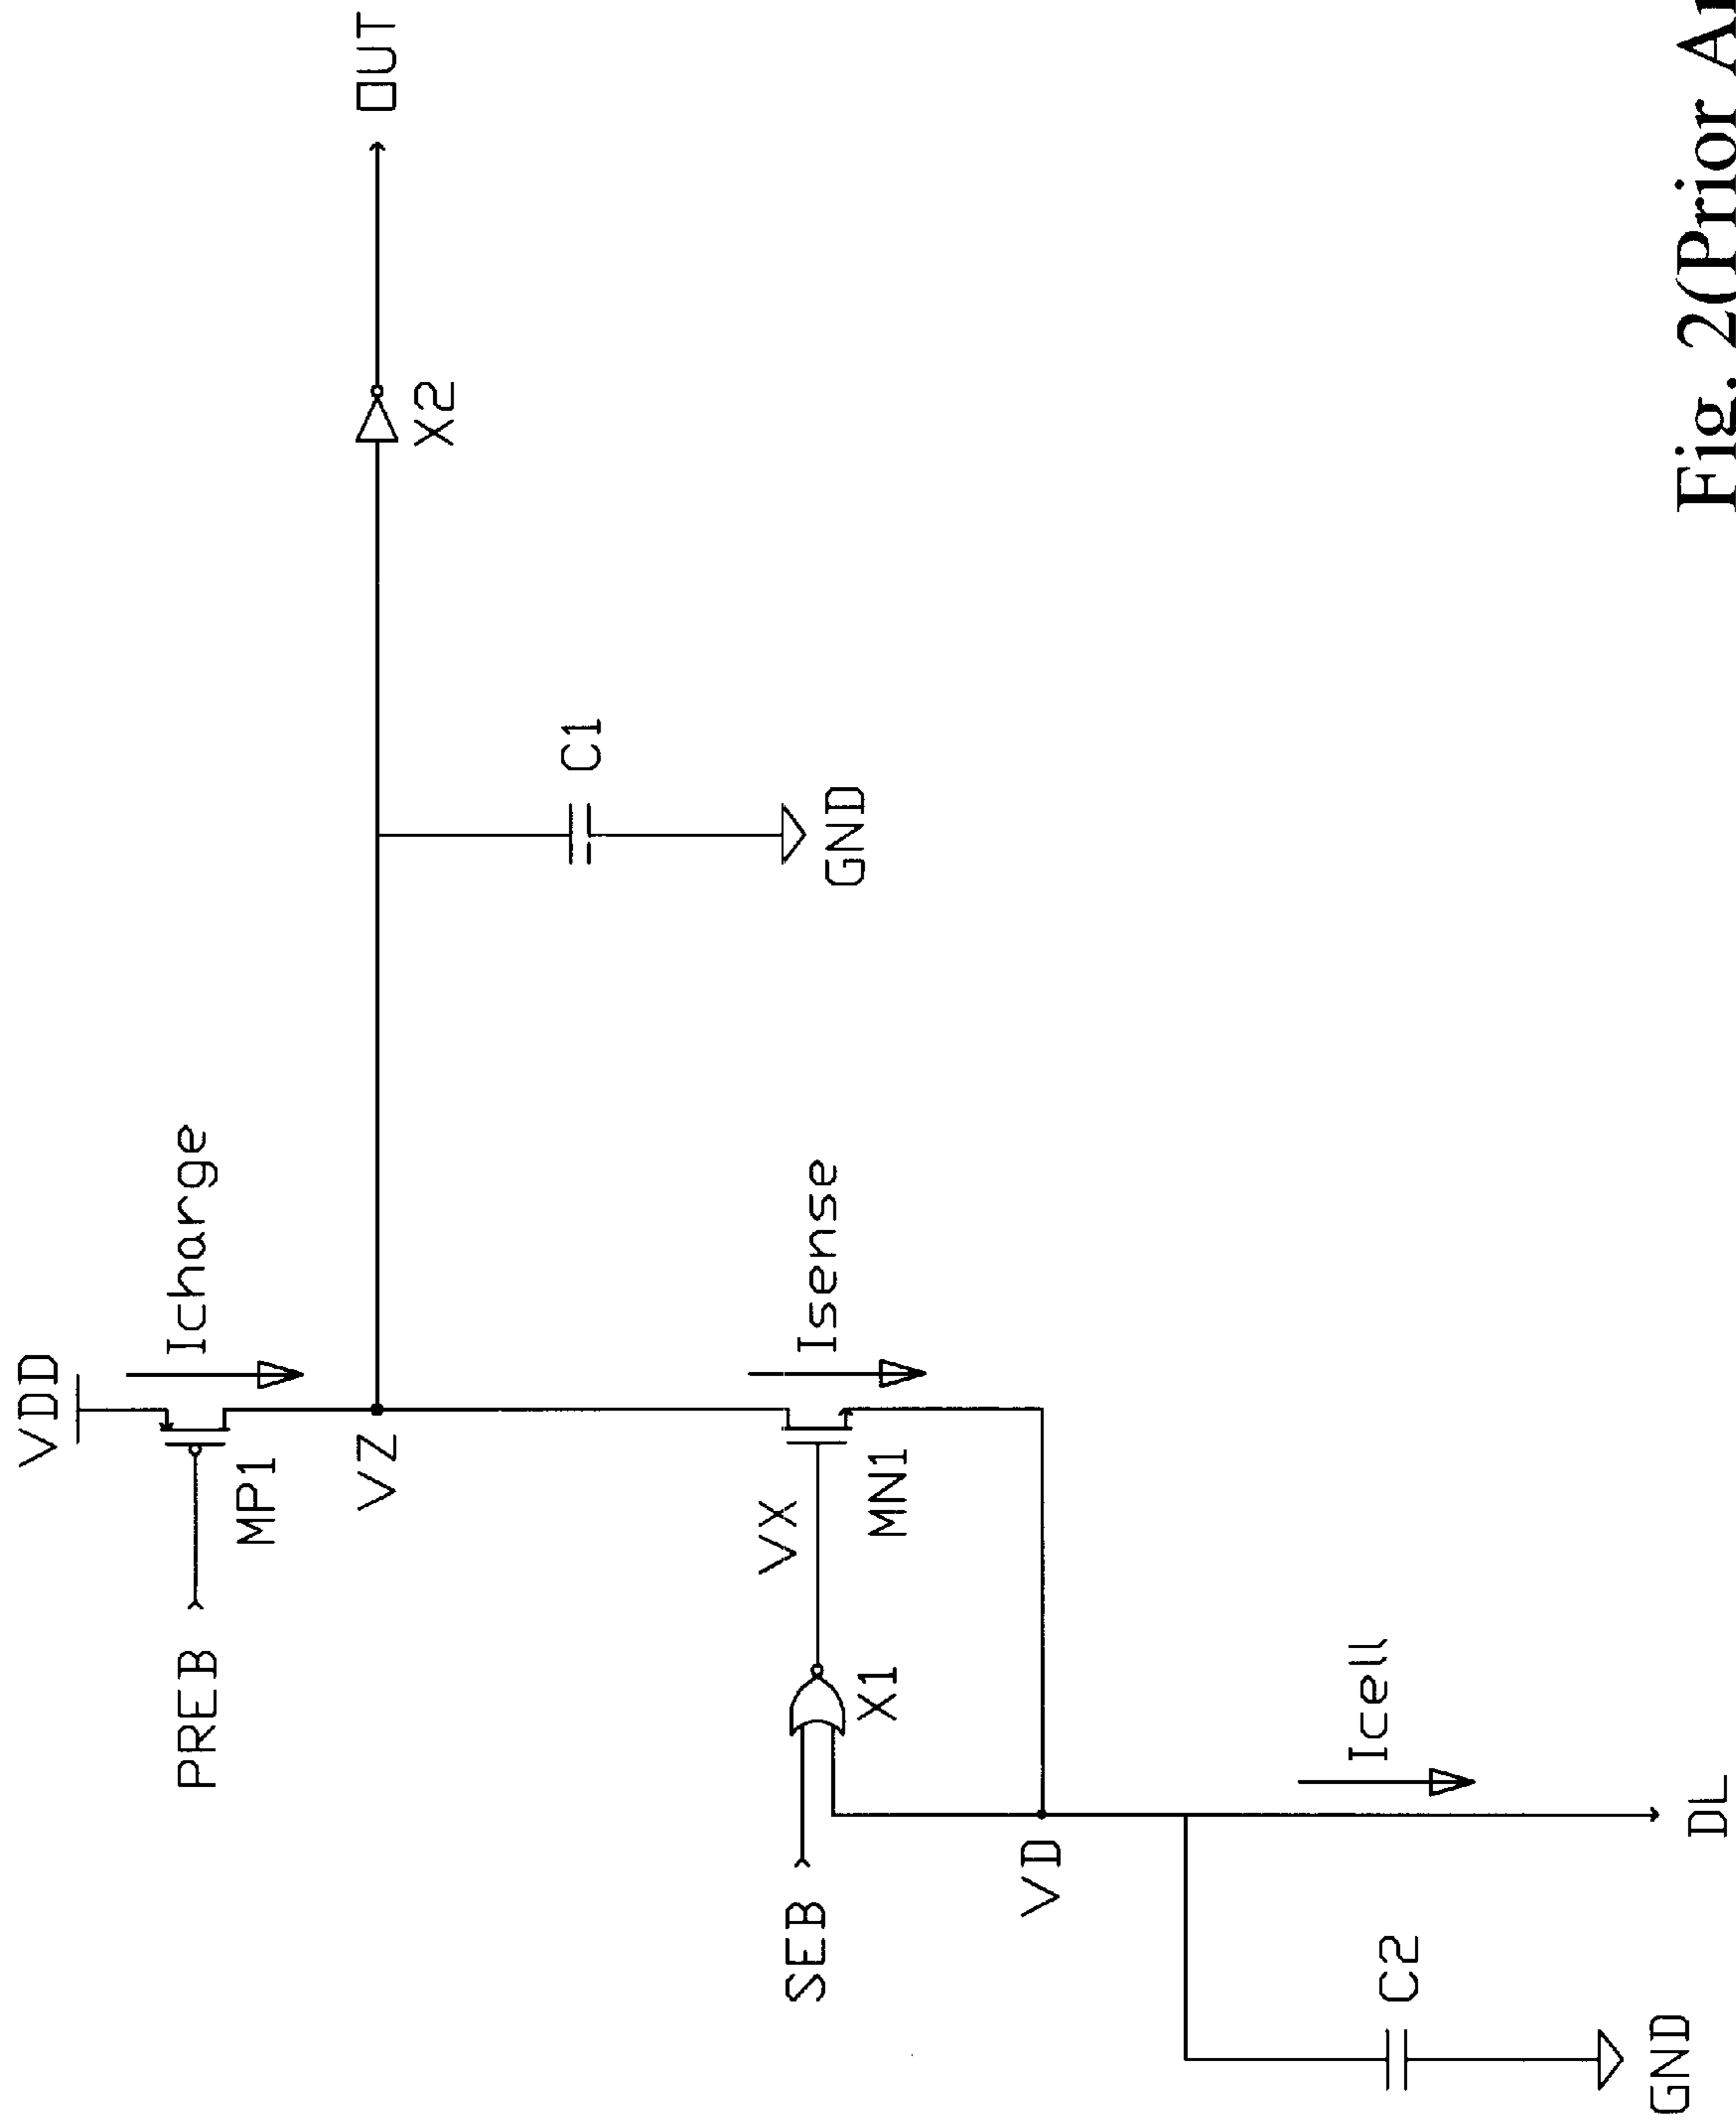 VDD
Icharge
PREB
MP1
VZ
OUT
X2
C1
GND
Isense
VX
MN1
SEB
X1
VD
Icell
C2
GND
DL
Fig. 2(Prior